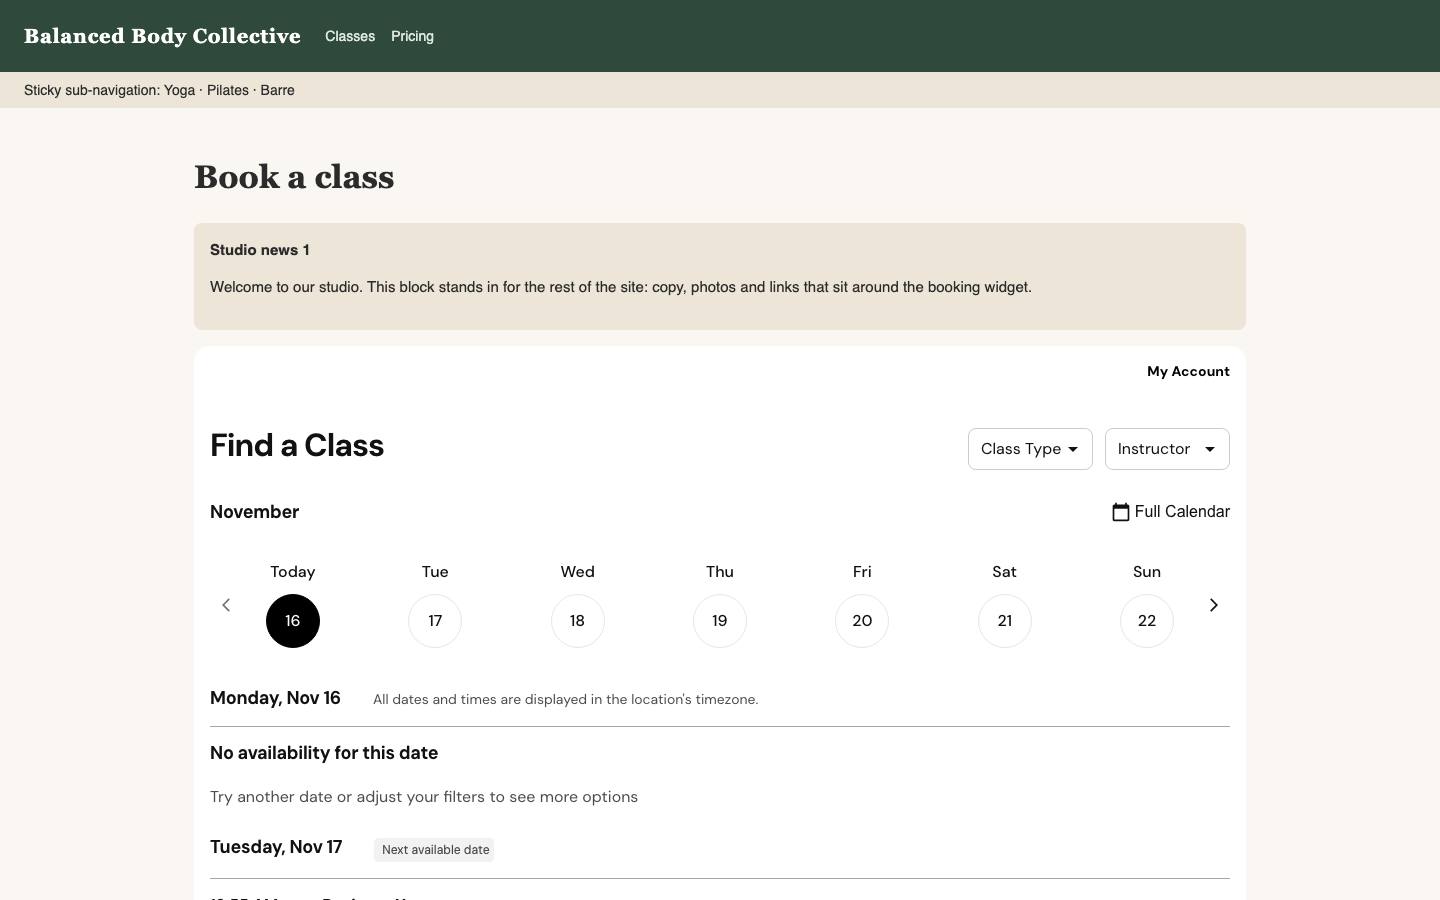 Balanced Body Collective Classes Pricing
Sticky sub-navigation: Yoga · Pilates · Barre
Book a class
Studio news 1
Welcome to our studio. This block stands in for the rest of the site: copy, photos and links that sit around the booking widget.
My Account
Find a Class Class Type Instructor
November Full Calendar
Today Tue Wed Thu Fri Sat Sun
16 17 18 19 20 21 22
Monday, Nov 16 All dates and times are displayed in the location's timezone.
No availability for this date
Try another date or adjust your filters to see more options
Tuesday, Nov 17 Next available date